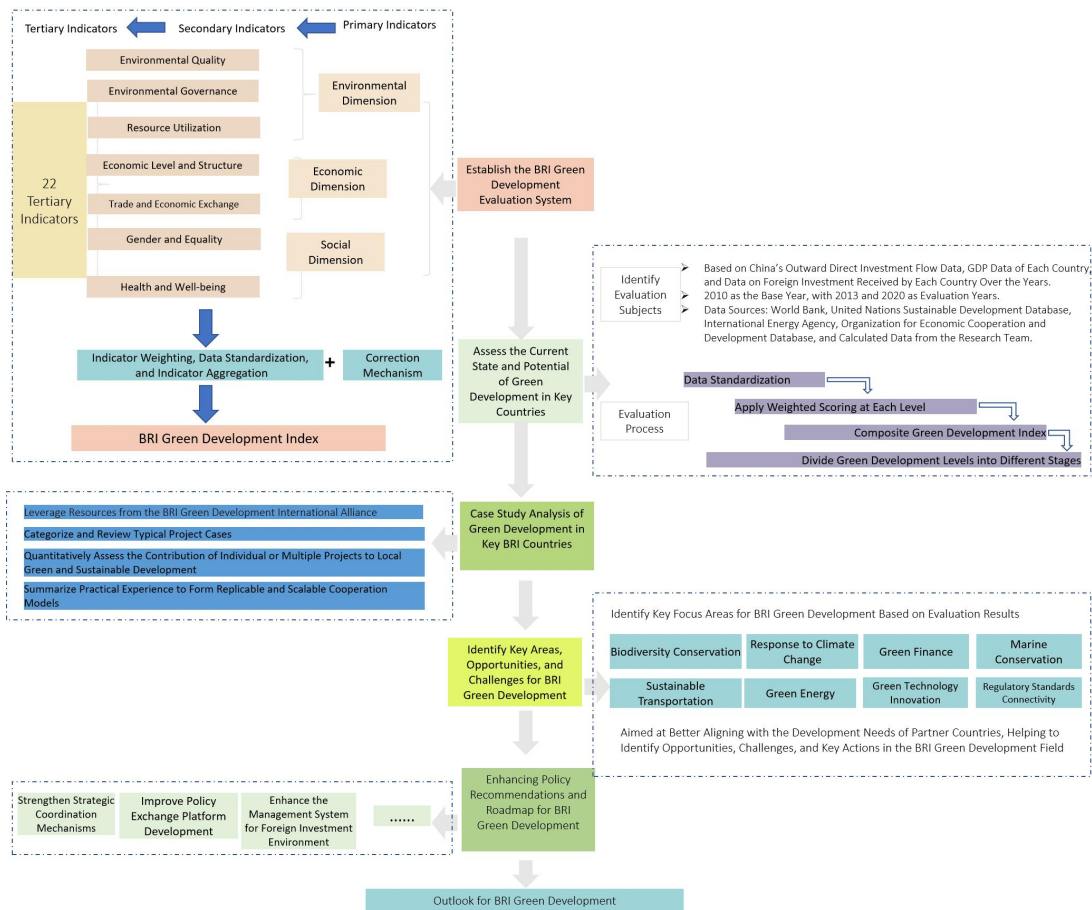 Tertiary Indicators
Secondary Indicators
Primary Indicators
Environmental Quality
Environmental Governance
Resource Utilization
Economic Level and Structure
Trade and Economic Exchange
Gender and Equality
Health and Well-being
22
Tertiary
Indicators
Environmental
Dimension
Economic
Dimension
Social
Dimension
Indicator Weighting, Data Standardization,
and Indicator Aggregation
+
Correction
Mechanism
BRI Green Development Index
Establish the BRI Green
Development
Evaluation System
Assess the Current
State and Potential
of Green
Development in Key
Countries
Identify
Evaluation
Subjects
➢ Based on China's Outward Direct Investment Flow Data, GDP Data of Each Country,
and Data on Foreign Investment Received by Each Country Over the Years.
➢ 2010 as the Base Year, with 2013 and 2020 as Evaluation Years.
➢ Data Sources: World Bank, United Nations Sustainable Development Database,
International Energy Agency, Organization for Economic Cooperation and
Development Database, and Calculated Data from the Research Team.
Evaluation
Process
Data Standardization
Apply Weighted Scoring at Each Level
Composite Green Development Index
Divide Green Development Levels into Different Stages
Case Study Analysis of
Green Development in
Key BRI Countries
Leverage Resources from the BRI Green Development International Alliance
Categorize and Review Typical Project Cases
Quantitatively Assess the Contribution of Individual or Multiple Projects to Local
Green and Sustainable Development
Summarize Practical Experience to Form Replicable and Scalable Cooperation
Models
Identify Key Areas,
Opportunities, and
Challenges for BRI
Green Development
Identify Key Focus Areas for BRI Green Development Based on Evaluation Results
Biodiversity Conservation
Response to Climate
Change
Green Finance
Marine
Conservation
Sustainable
Transportation
Green Energy
Green Technology
Innovation
Regulatory Standards
Connectivity
Aimed at Better Aligning with the Development Needs of Partner Countries, Helping to
Identify Opportunities, Challenges, and Key Actions in the BRI Green Development Field
Enhancing Policy
Recommendations and
Roadmap for BRI
Green Development
Strengthen Strategic
Coordination
Mechanisms
Improve Policy
Exchange Platform
Development
Enhance the
Management System
for Foreign Investment
Environment
......
Outlook for BRI Green Development